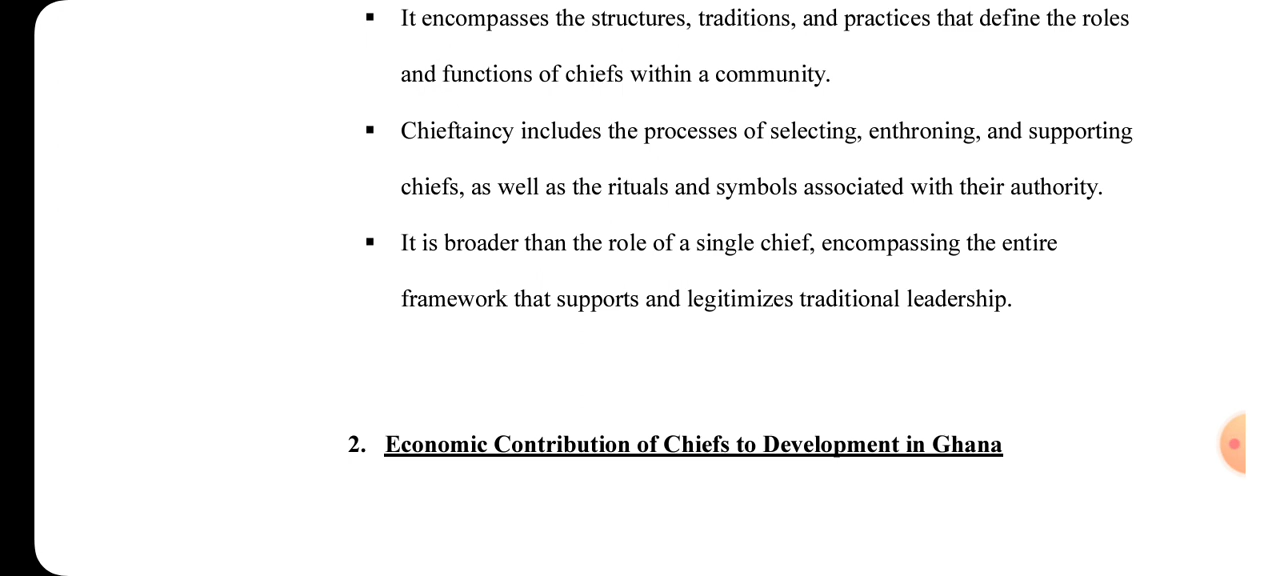 ▪ It encompasses the structures, traditions, and practices that define the roles
and functions of chiefs within a community.
▪ Chieftaincy includes the processes of selecting, enthroning, and supporting
chiefs, as well as the rituals and symbols associated with their authority.
▪ It is broader than the role of a single chief, encompassing the entire
framework that supports and legitimizes traditional leadership.
2. Economic Contribution of Chiefs to Development in Ghana